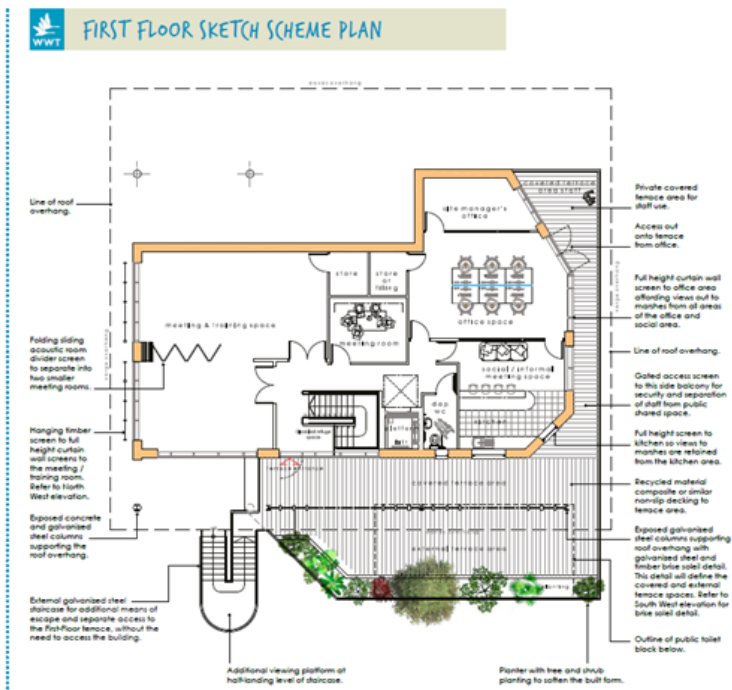 WWT
FIRST FLOOR SKETCH SCHEME PLAN
eaves overhang
Line of roof
overhang.
covered terrace
area staff
site manager's
office
Private covered
terrace area for
staff use.
Access out
onto terrace
from office.
store
store
or
filing
meeting & training space
meeting room
office space
Full height curtain wall
screen to office area
affording views out to
marshes from all areas
of the office and
social area.
Folding sliding
acoustic room
divider screen
to separate into
two smaller
meeting rooms.
social / informal
meeting space
Line of roof overhang.
Gated access screen
to this side balcony for
security and separation
of staff from public
shared space.
Hanging timber
screen to full
height curtain
wall screens to
the meeting /
training room.
Refer to North
West elevation.
wc
kitchen
Full height screen to
kitchen so views to
marshes are retained
from the kitchen area.
covered terrace area
Recycled material
composite or similar
non-slip decking to
terrace area.
Exposed concrete
and galvanized
steel columns
supporting the
roof overhang.
external terrace area
Exposed galvanized
steel columns supporting
roof overhang with
galvanized steel and
timber brise soleil detail.
This detail will define the
covered and external
terrace spaces. Refer to
South West elevation for
brise soleil detail.
External galvanized steel
staircase for additional means of
escape and separate access to
the First-Floor terrace, without the
need to access the building.
Outline of public toilet
block below.
Additional viewing platform at
half-landing level of staircase.
Planter with tree and shrub
planting to soften the built form.